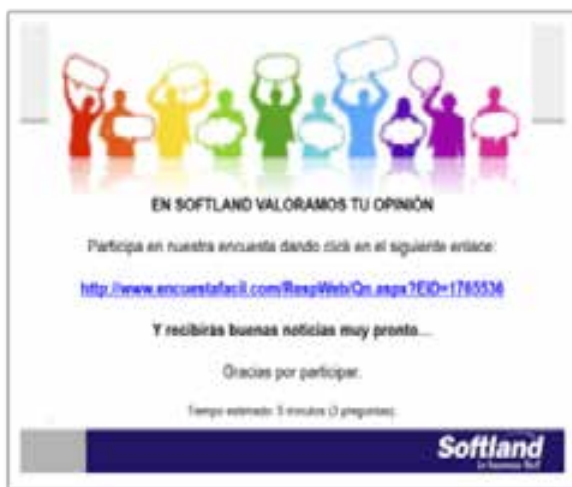 EN SOFTLAND VALORAMOS TU OPINIÓN
Participa en nuestra encuesta dando click en el siguiente enlace:
http://www.encuestafacil.com/RespWeb/Qn.aspx?EID=1765536
Y recibirás buenas noticias muy pronto...
Gracias por participar.
Tiempo estimado: 5 minutos (3 preguntas).
Softland